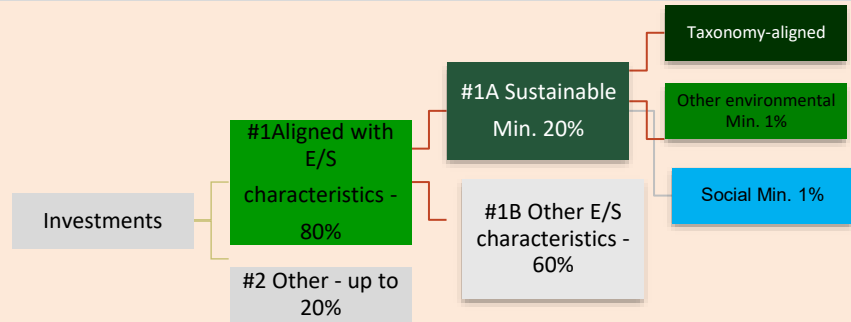 Investments
#1Aligned with
E/S
characteristics -
80%
#2 Other - up to
20%
#1A Sustainable
Min. 20%
#1B Other E/S
characteristics -
60%
Taxonomy-aligned
Other environmental
Min. 1%
Social Min. 1%